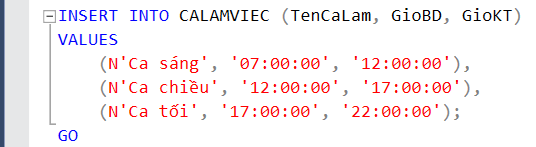 INSERT INTO CALAMVIEC (TenCaLam, GioBD, GioKT)
VALUES
(N'Ca sáng', '07:00:00', '12:00:00'),
(N'Ca chiều', '12:00:00', '17:00:00'),
(N'Ca tối', '17:00:00', '22:00:00');
GO